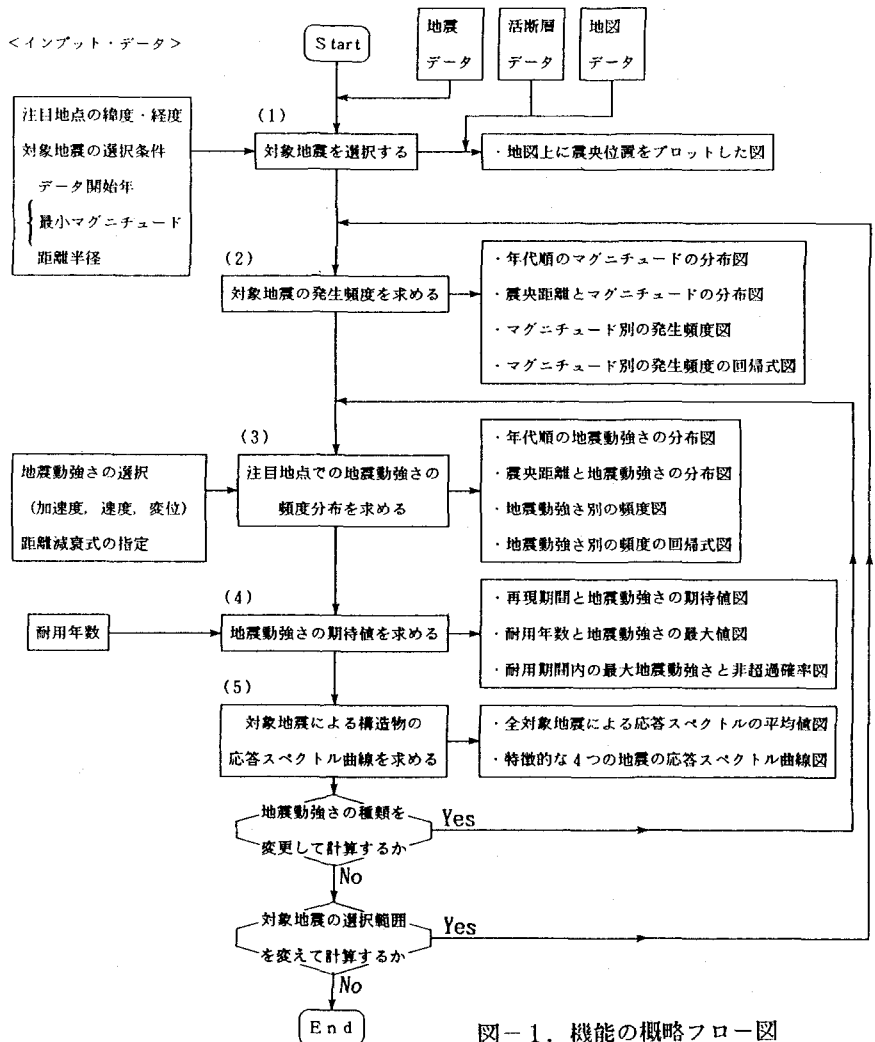 <インプット・データ>
Start
地震
データ
活断層
データ
地図
データ
注目地点の緯度・経度
対象地震の選択条件
データ開始年
最小マグニチュード
距離半径
(1)
対象地震を選択する
・地図上に震央位置をプロットした図
(2)
対象地震の発生頻度を求める
・年代順のマグニチュードの分布図
・震央距離とマグニチュードの分布図
・マグニチュード別の発生頻度図
・マグニチュード別の発生頻度の回帰式図
地震動強さの選択
(加速度, 速度, 変位)
距離減衰式の指定
(3)
注目地点での地震動強さの
頻度分布を求める
・年代順の地震動強さの分布図
・震央距離と地震動強さの分布図
・地震動強さ別の頻度図
・地震動強さ別の頻度の回帰式図
耐用年数
(4)
地震動強さの期待値を求める
・再現期間と地震動強さの期待値図
・耐用年数と地震動強さの最大値図
・耐用期間内の最大地震動強さと非超過確率図
(5)
対象地震による構造物の
応答スペクトル曲線を求める
・全対象地震による応答スペクトルの平均値図
・特徴的な4つの地震の応答スペクトル曲線図
地震動強さの種類を
変更して計算するか
Yes
No
対象地震の選択範囲
を変えて計算するか
Yes
No
End
図-1. 機能の概略フロー図